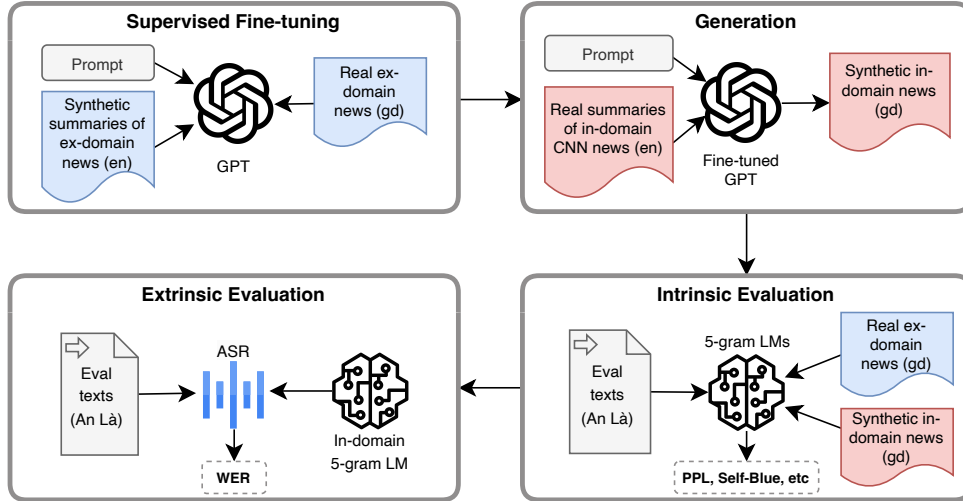 Supervised Fine-tuning
Prompt
Synthetic
summaries of
ex-domain
news (en)
GPT
Real ex-
domain
news (gd)
Generation
Prompt
Real summaries
of in-domain
CNN news (en)
Fine-tuned
GPT
Synthetic in-
domain news
(gd)
Extrinsic Evaluation
Eval
texts
(An Là)
ASR
WER
In-domain
5-gram LM
Intrinsic Evaluation
Eval
texts
(An Là)
5-gram LMs
PPL, Self-Blue, etc
Real ex-
domain
news (gd)
Synthetic in-
domain news
(gd)